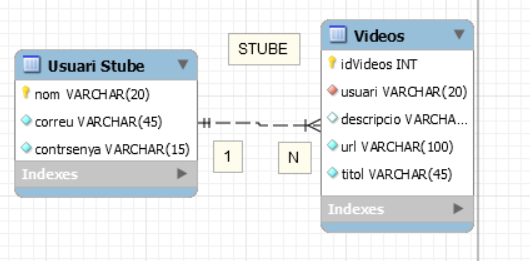 STUBE
Usuari Stube
nom VARCHAR(20)
correu VARCHAR(45)
contrsenya VARCHAR(15)
Indexes
1
N
Videos
idVideos INT
usuari VARCHAR(20)
descripcio VARCHA...
url VARCHAR(100)
titol VARCHAR(45)
Indexes